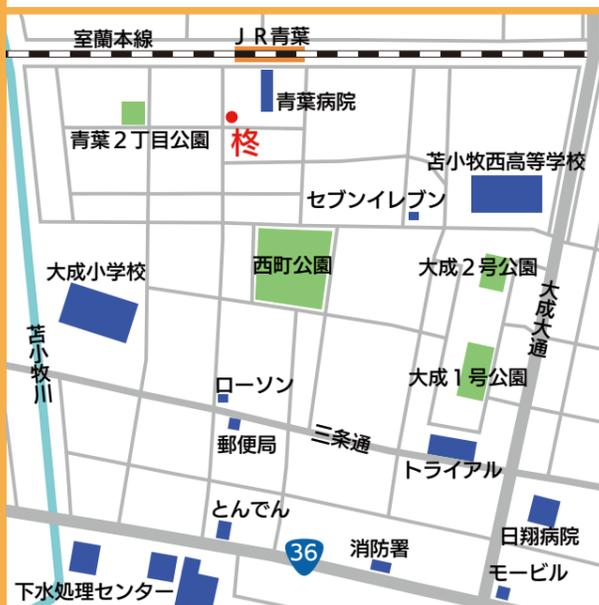 室蘭本線
ＪＲ青葉
青葉病院
青葉２丁目公園
柊
苫小牧西高等学校
セブンイレブン
西町公園
大成２号公園
大成小学校
大成大通
苫小牧川
大成１号公園
ローソン
郵便局
三条通
トライアル
とんでん
36
消防署
日翔病院
モービル
下水処理センター